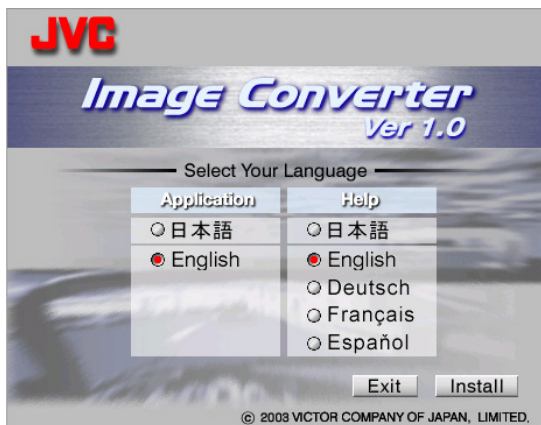 JVC
Image Converter
Ver 1.0
Select Your Language
Application
日本語
English
Help
日本語
English
Deutsch
Français
Espaňol
Exit
Install
© 2003 VICTOR COMPANY OF JAPAN, LIMITED.